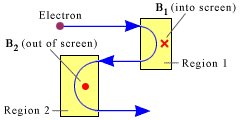 Electron
B₁ (into screen)
B₂ (out of screen)
Region 1
Region 2